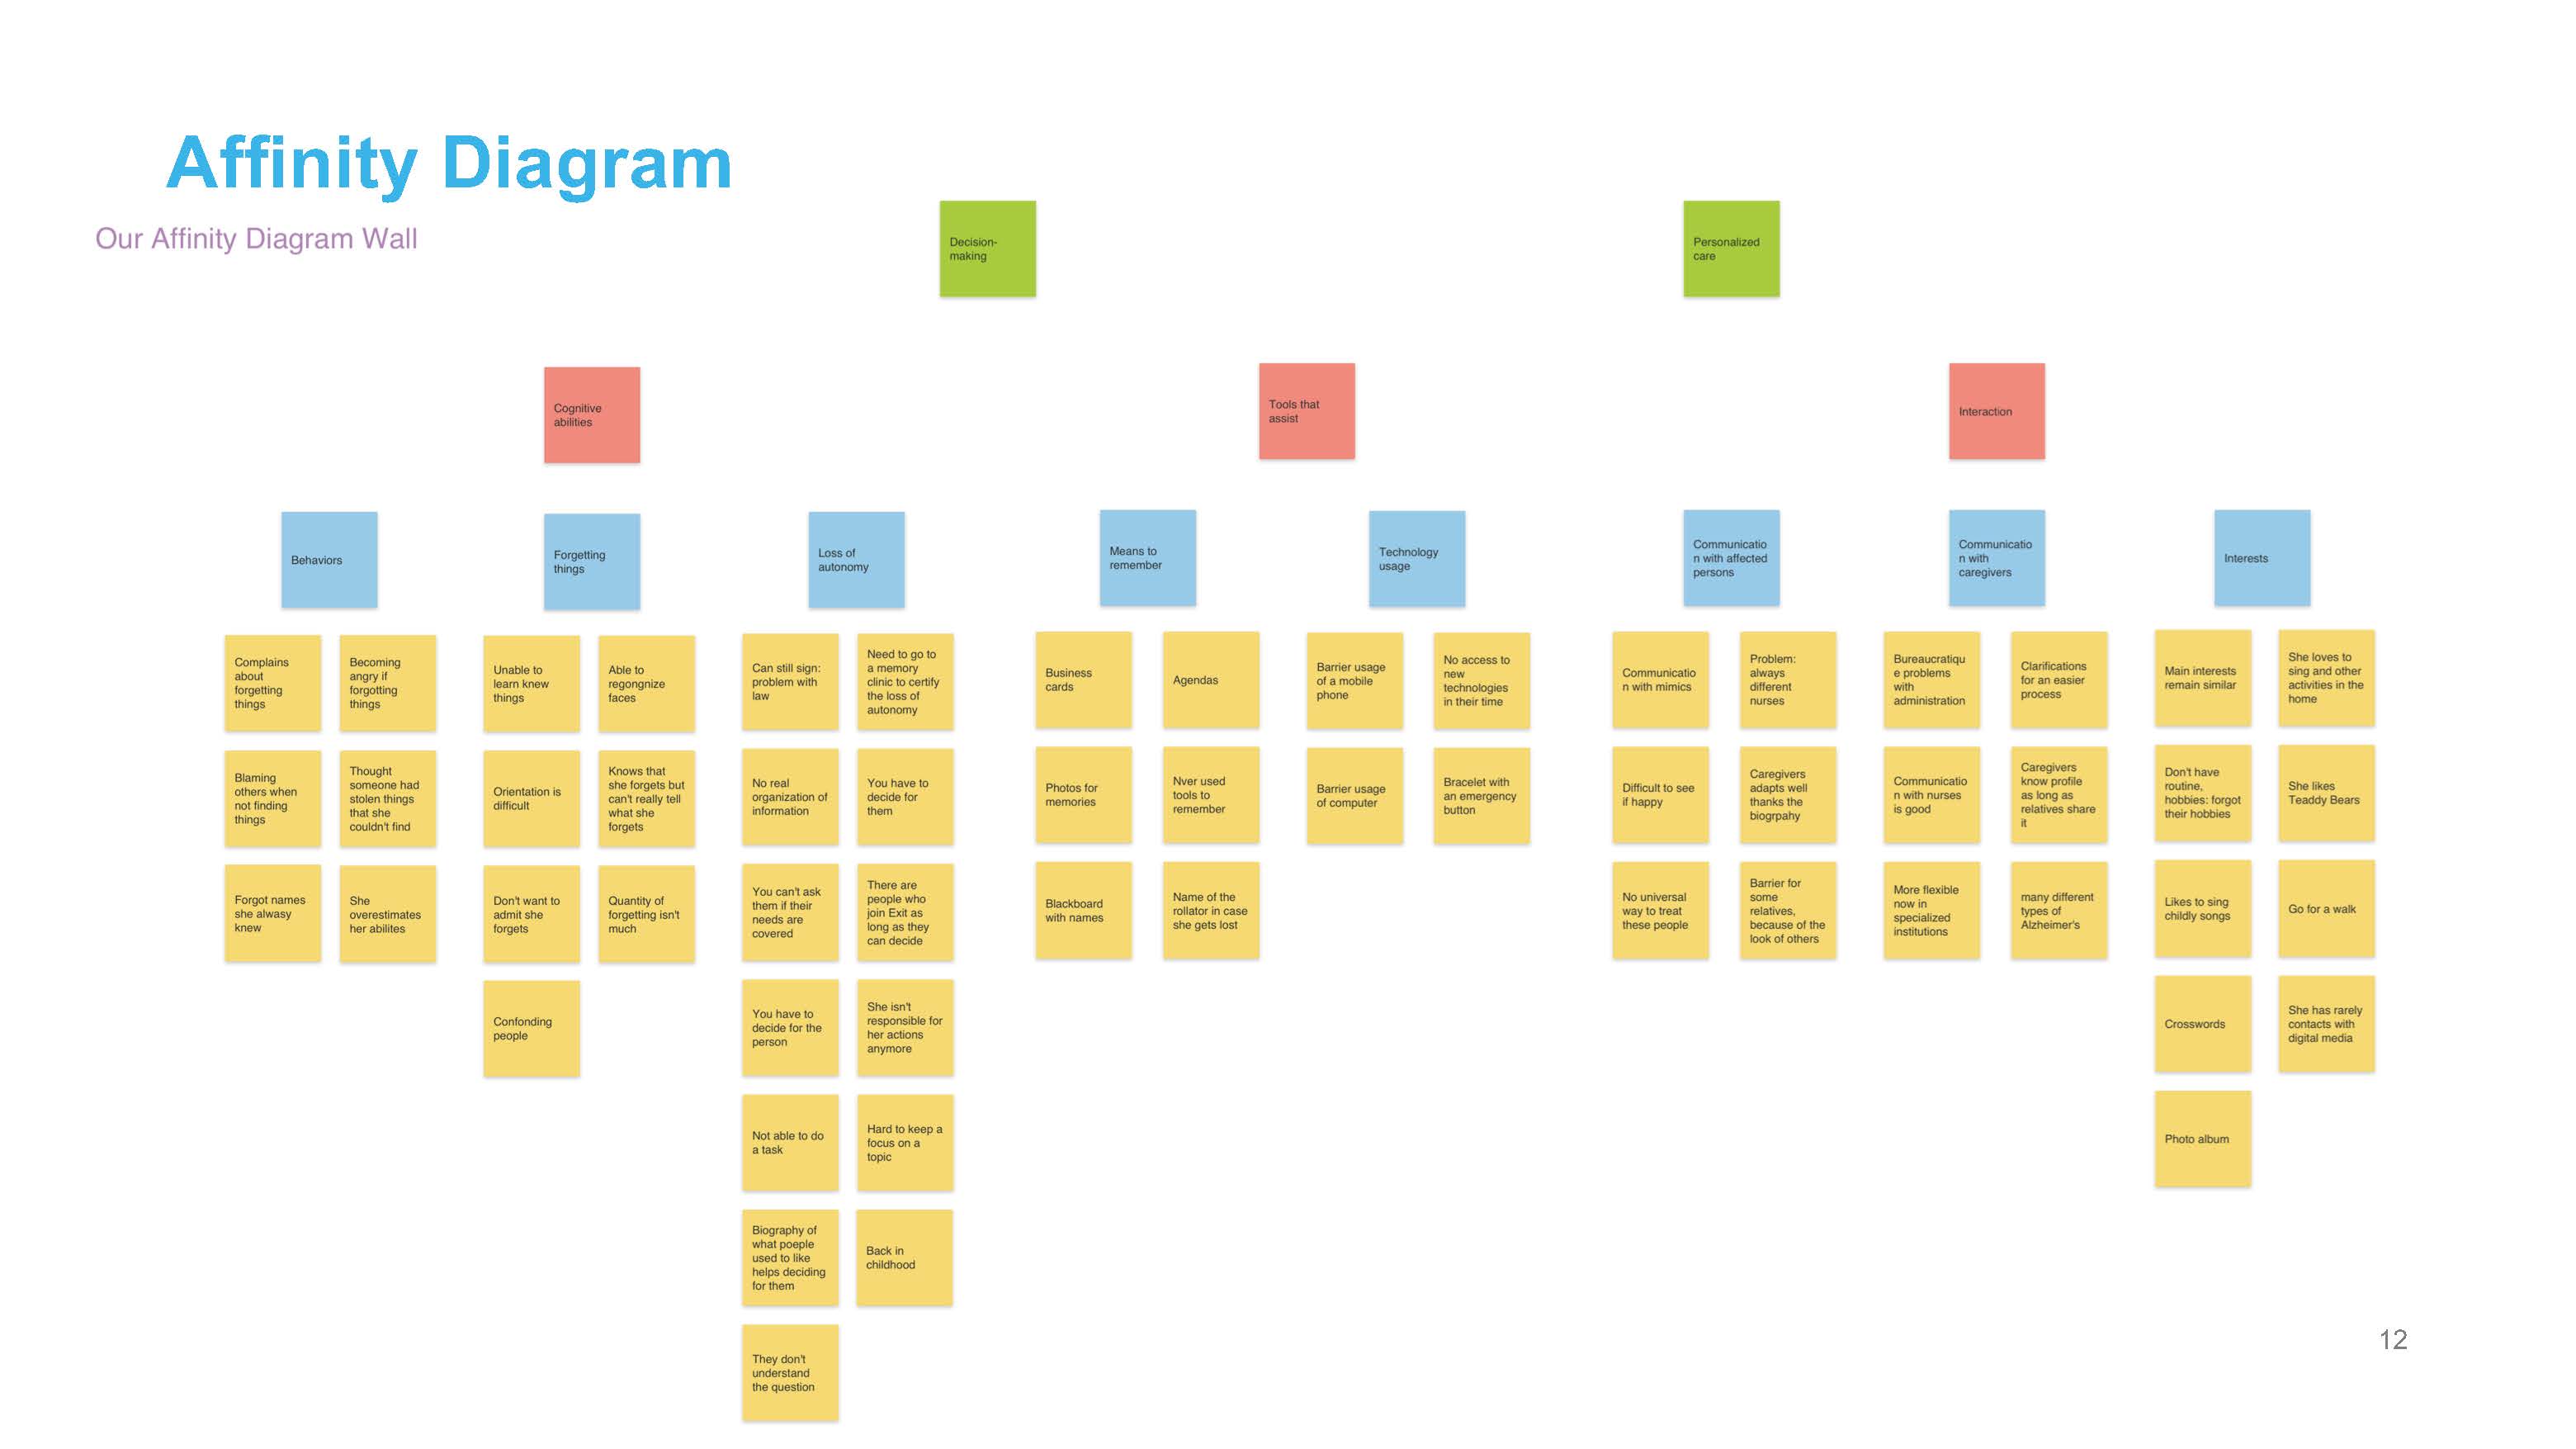 Affinity Diagram
Our Affinity Diagram Wall
Decision-
making
Personalized
care
Cognitive
abilities
Tools that
assist
Interaction
Behaviors
Forgetting
things
Loss of
autonomy
Means to
remember
Technology
usage
Communicatio
n with affected
persons
Communicatio
n with
caregivers
Interests
Complains
about
forgetting
things
Becoming
angry if
forgotting
things
Blaming
others when
not finding
things
Thought
someone had
stolen things
that she
couldn't find
Forgot names
she alwasy
knew
She
overestimates
her abilites
Unable to
learn knew
things
Able to
regongnize
faces
Orientation is
difficult
Knows that
she forgets but
can't really tell
what she
forgets
Don't want to
admit she
forgets
Quantity of
forgetting isn't
much
Confonding
people
Can still sign:
problem with
law
Need to go to
a memory
clinic to certify
the loss of
autonomy
No real
organization of
information
You have to
decide for
them
You can't ask
them if their
needs are
covered
There are
people who
join Exit as
long as they
can decide
You have to
decide for the
person
She isn't
responsible for
her actions
anymore
Not able to do
a task
Hard to keep a
focus on a
topic
Biography of
what poeple
used to like
helps deciding
for them
Back in
childhood
They don't
understand
the question
Business
cards
Agendas
Photos for
memories
Nver used
tools to
remember
Blackboard
with names
Name of the
rollator in case
she gets lost
Barrier usage
of a mobile
phone
No access to
new
technologies
in their time
Barrier usage
of computer
Bracelet with
an emergency
button
Communicatio
n with mimics
Problem:
always
different
nurses
Difficult to see
if happy
Caregivers
adapts well
thanks the
biogrpahy
No universal
way to treat
these people
Barrier for
some
relatives,
because of the
look of others
Bureaucratiqu
e problems
with
administration
Clarifications
for an easier
process
Communicatio
n with nurses
is good
Caregivers
know profile
as long as
relatives share
it
More flexible
now in
specialized
institutions
many different
types of
Alzheimer's
Main interests
remain similar
She loves to
sing and other
activities in the
home
Don't have
routine,
hobbies: forgot
their hobbies
She likes
Teaddy Bears
Likes to sing
childly songs
Go for a walk
Crosswords
She has rarely
contacts with
digital media
Photo album
12